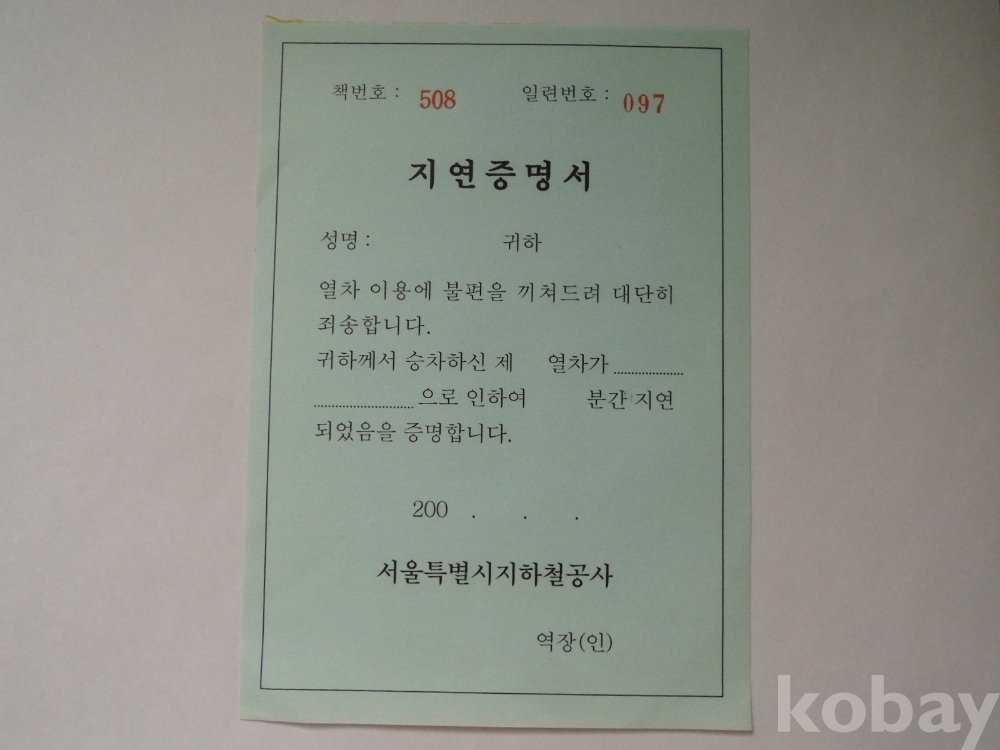 책번호 : 508 일련번호 : 097
지연증명서
성명 : 귀하
열차 이용에 불편을 끼쳐드려 대단히
죄송합니다.
귀하께서 승차하신 제 열차가 ....................
............................ 으로 인하여 분간 지연
되었음을 증명합니다.
200 . . .
서울특별시지하철공사
역장(인)
kobay